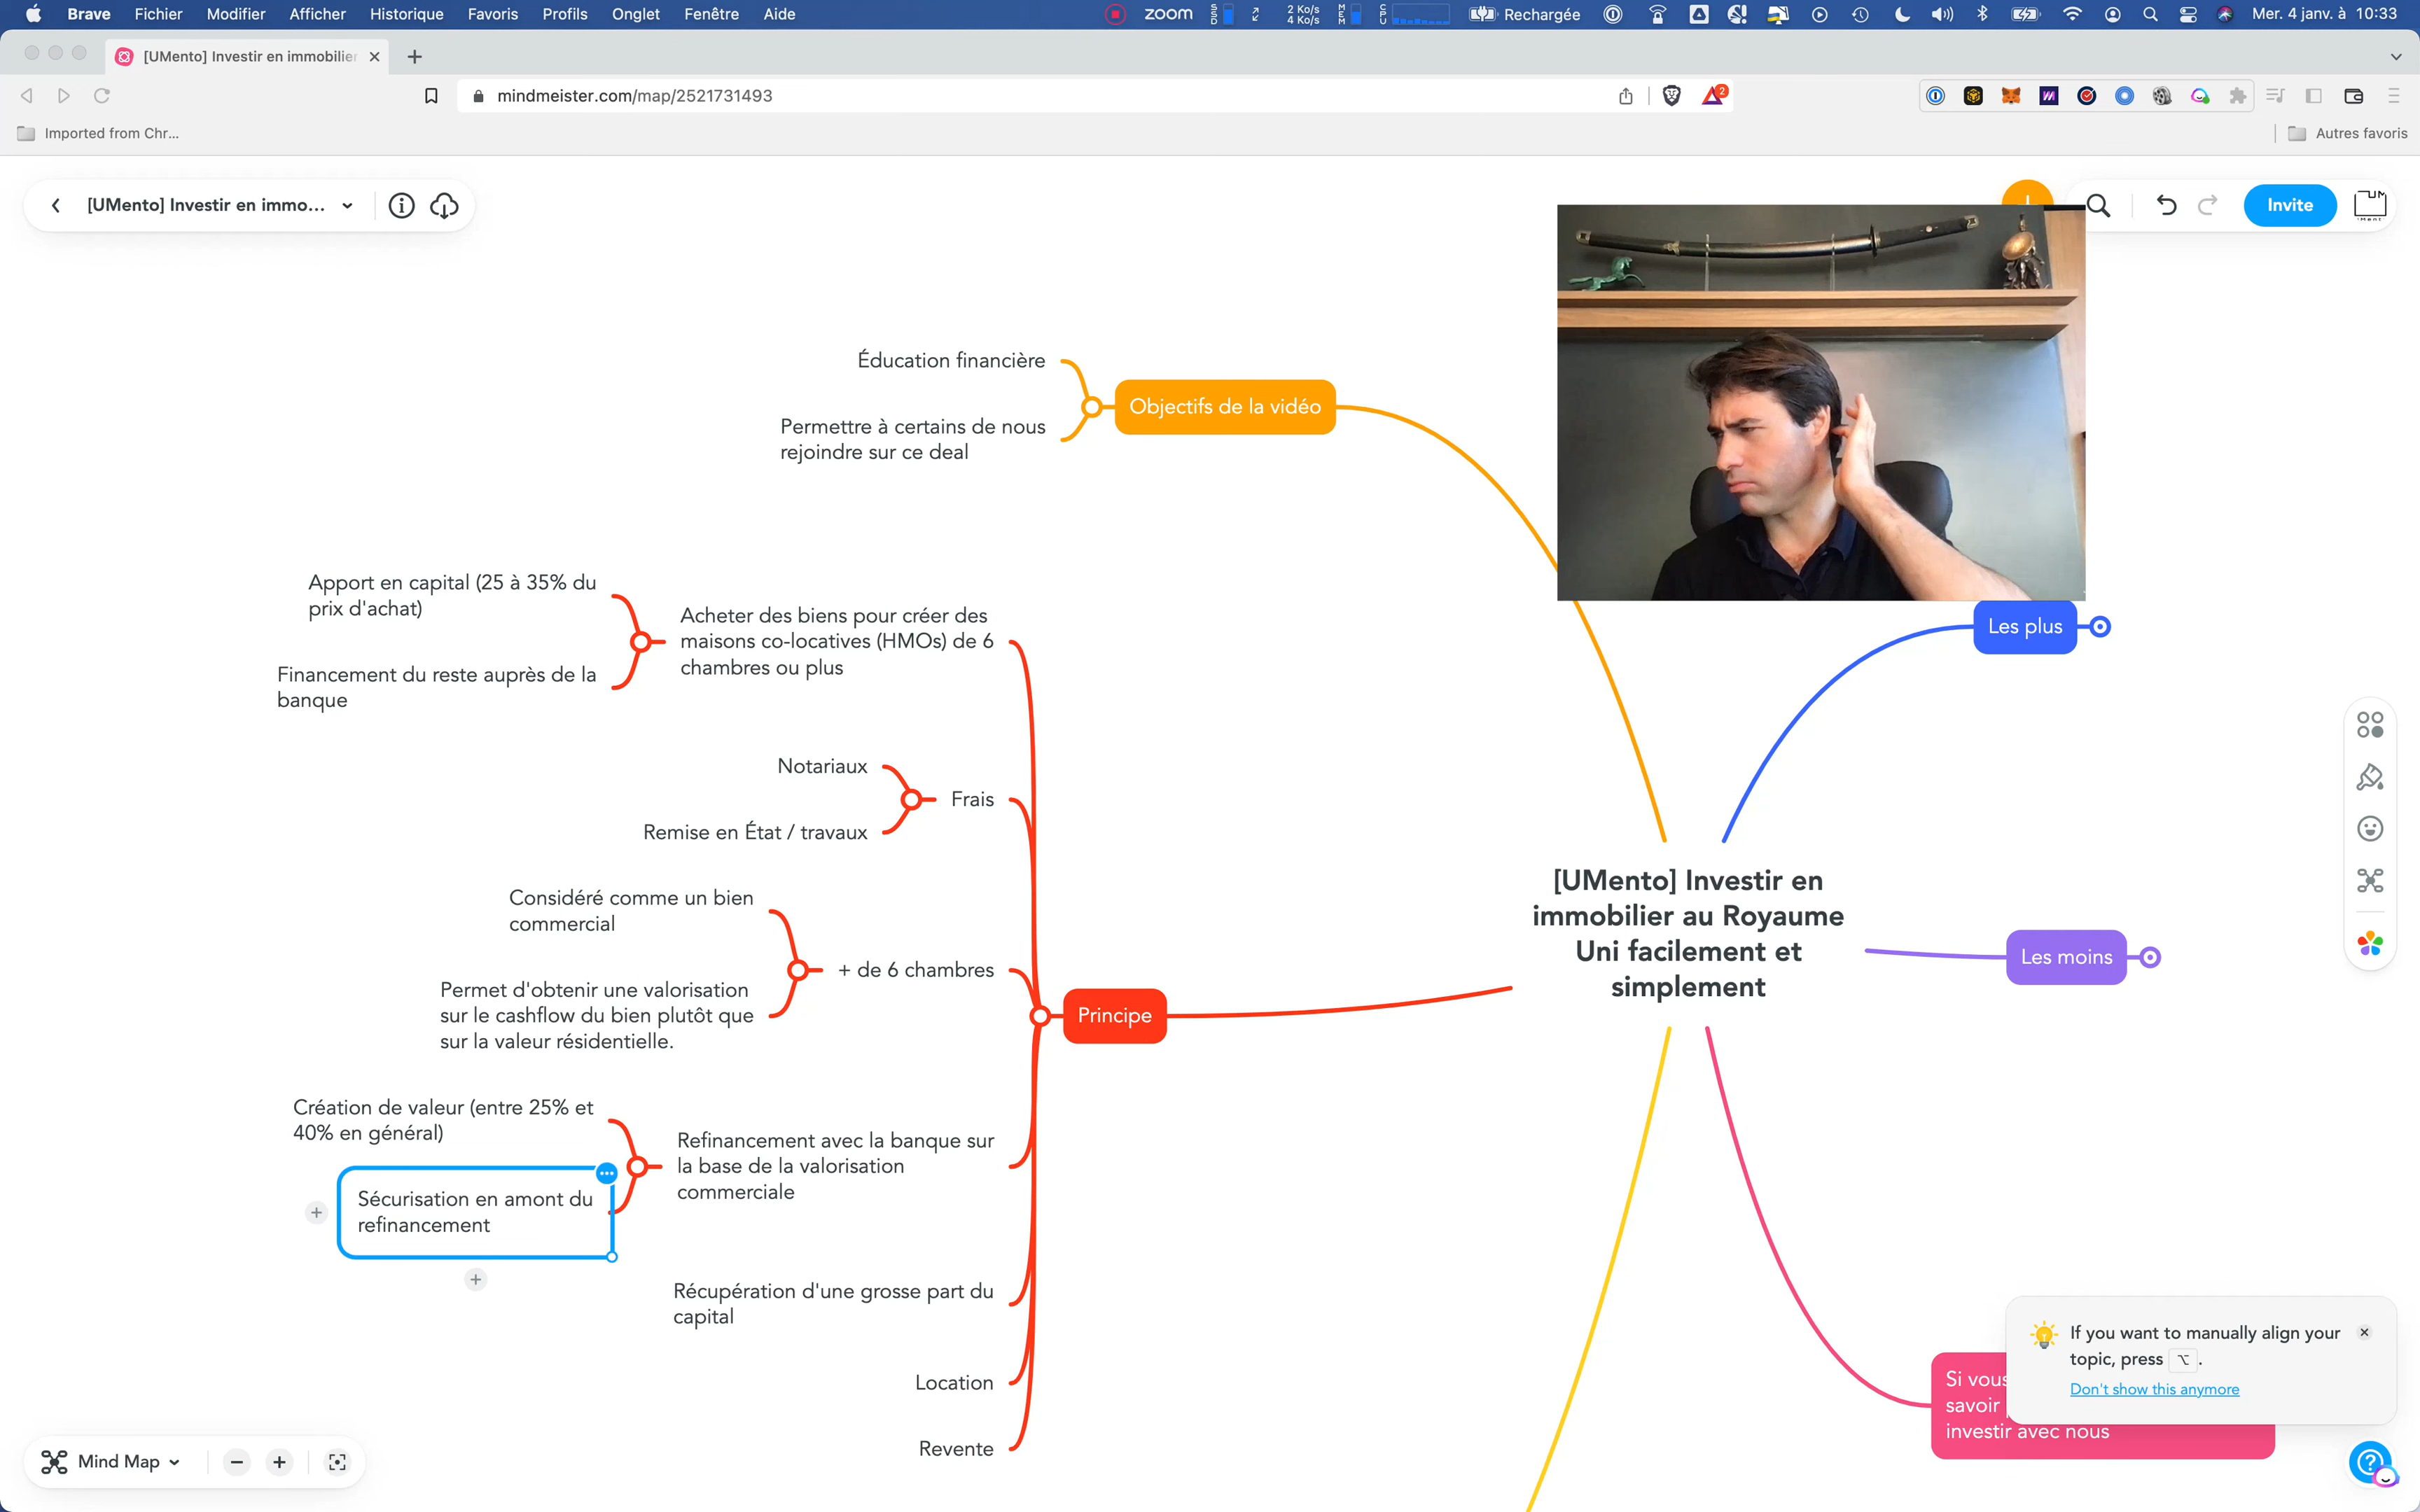 Brave Fichier Modifier Afficher Historique Favoris Profils Onglet Fenêtre Aide
zoom SSD 2 Ko/s 4 Ko/s MEM CPU Rechargée Mer. 4 janv. à 10:33
[UMento] Investir en immobilier
mindmeister.com/map/2521731493
2
Imported from Chr...
Autres favoris
[UMento] Investir en immo...
Invite
Éducation financière
Permettre à certains de nous
rejoindre sur ce deal
Objectifs de la vidéo
Apport en capital (25 à 35% du
prix d'achat)
Financement du reste auprès de la
banque
Acheter des biens pour créer des
maisons co-locatives (HMOs) de 6
chambres ou plus
Notariaux
Remise en État / travaux
Frais
Considéré comme un bien
commercial
Permet d'obtenir une valorisation
sur le cashflow du bien plutôt que
sur la valeur résidentielle.
+ de 6 chambres
Principe
Création de valeur (entre 25% et
40% en général)
Sécurisation en amont du
refinancement
Refinancement avec la banque sur
la base de la valorisation
commerciale
Récupération d'une grosse part du
capital
Location
Revente
[UMento] Investir en
immobilier au Royaume
Uni facilement et
simplement
Les plus
Les moins
Si vous
savoir
investir avec nous
If you want to manually align your
topic, press ⌥.
Don't show this anymore
Mind Map